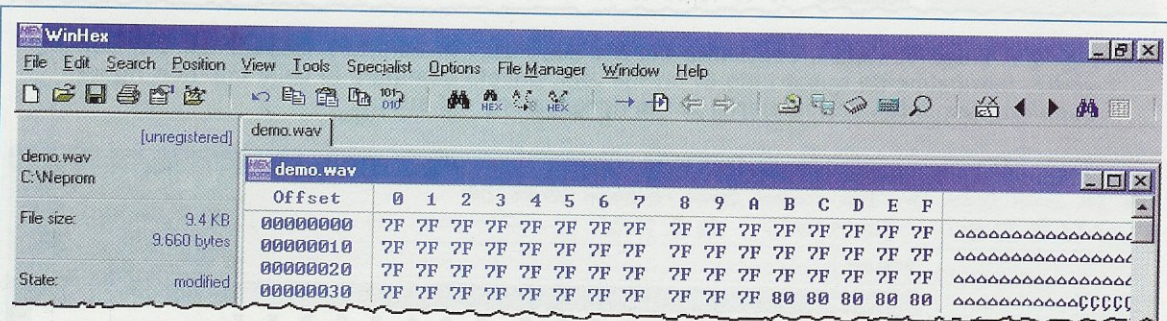 WinHex
File Edit Search Position View Tools Specialist Options File Manager Window Help
[unregistered]
demo.wav
C:\Neprom
File size: 9.4 KB
9.660 bytes
State: modified
demo.wav
demo.wav
Offset 0 1 2 3 4 5 6 7 8 9 A B C D E F
00000000 7F 7F 7F 7F 7F 7F 7F 7F 7F 7F 7F 7F 7F 7F 7F 7F ⌂⌂⌂⌂⌂⌂⌂⌂⌂⌂⌂⌂⌂⌂⌂⌂
00000010 7F 7F 7F 7F 7F 7F 7F 7F 7F 7F 7F 7F 7F 7F 7F 7F ⌂⌂⌂⌂⌂⌂⌂⌂⌂⌂⌂⌂⌂⌂⌂⌂
00000020 7F 7F 7F 7F 7F 7F 7F 7F 7F 7F 7F 7F 7F 7F 7F 7F ⌂⌂⌂⌂⌂⌂⌂⌂⌂⌂⌂⌂⌂⌂⌂⌂
00000030 7F 7F 7F 7F 7F 7F 7F 7F 7F 7F 7F 80 80 80 80 80 ⌂⌂⌂⌂⌂⌂⌂⌂⌂⌂⌂ÇÇÇÇÇ